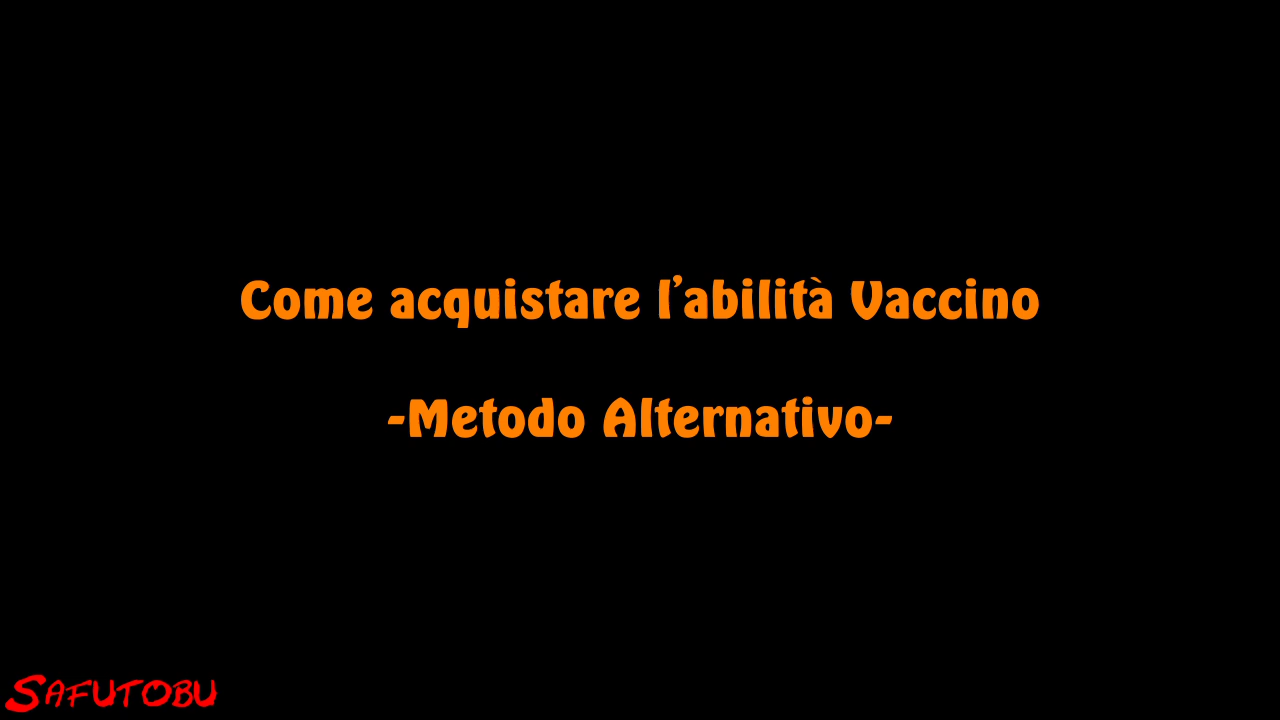 Come acquistare l'abilità Vaccino
-Metodo Alternativo-
SAFUTOBU